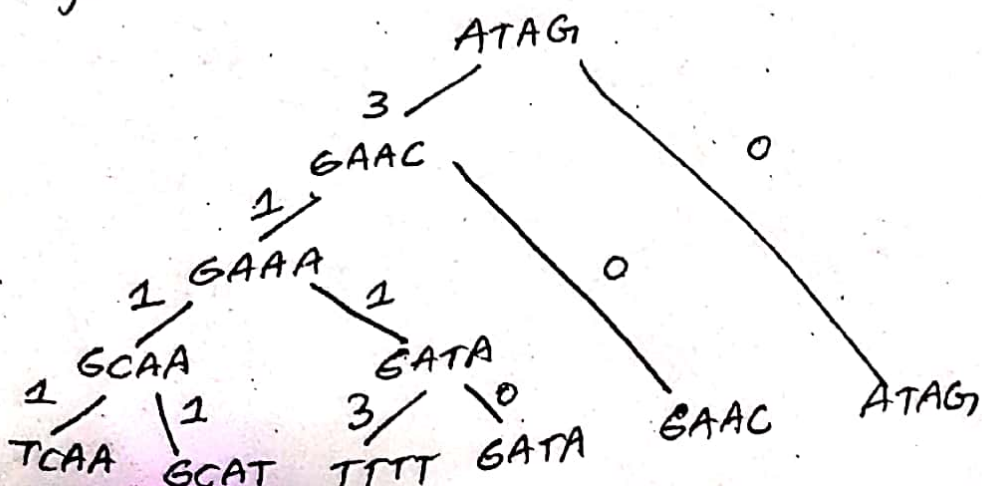 ATAG
3
0
GAAC
1
0
GAAA
1 1
GCAA GATA
1 1 3 0
TCAA GCAT TTTT GATA GAAC ATAG